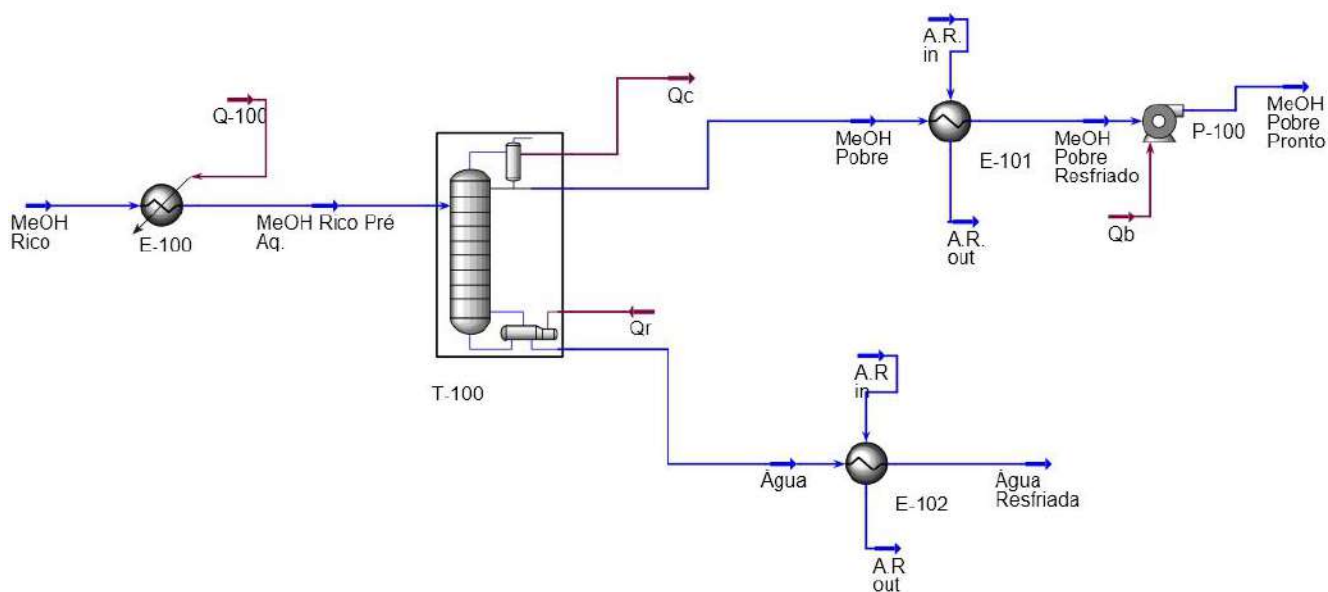 A.R.
in
Q-100
Qc
MeOH
Pobre
E-101
MeOH
Pobre
Resfriado
P-100
MeOH
Pobre
Pronto
MeOH
Rico
E-100
MeOH Rico Pré
Aq.
A.R.
out
Qb
Qr
T-100
A.R
in
Água
E-102
Água
Resfriada
A.R
out